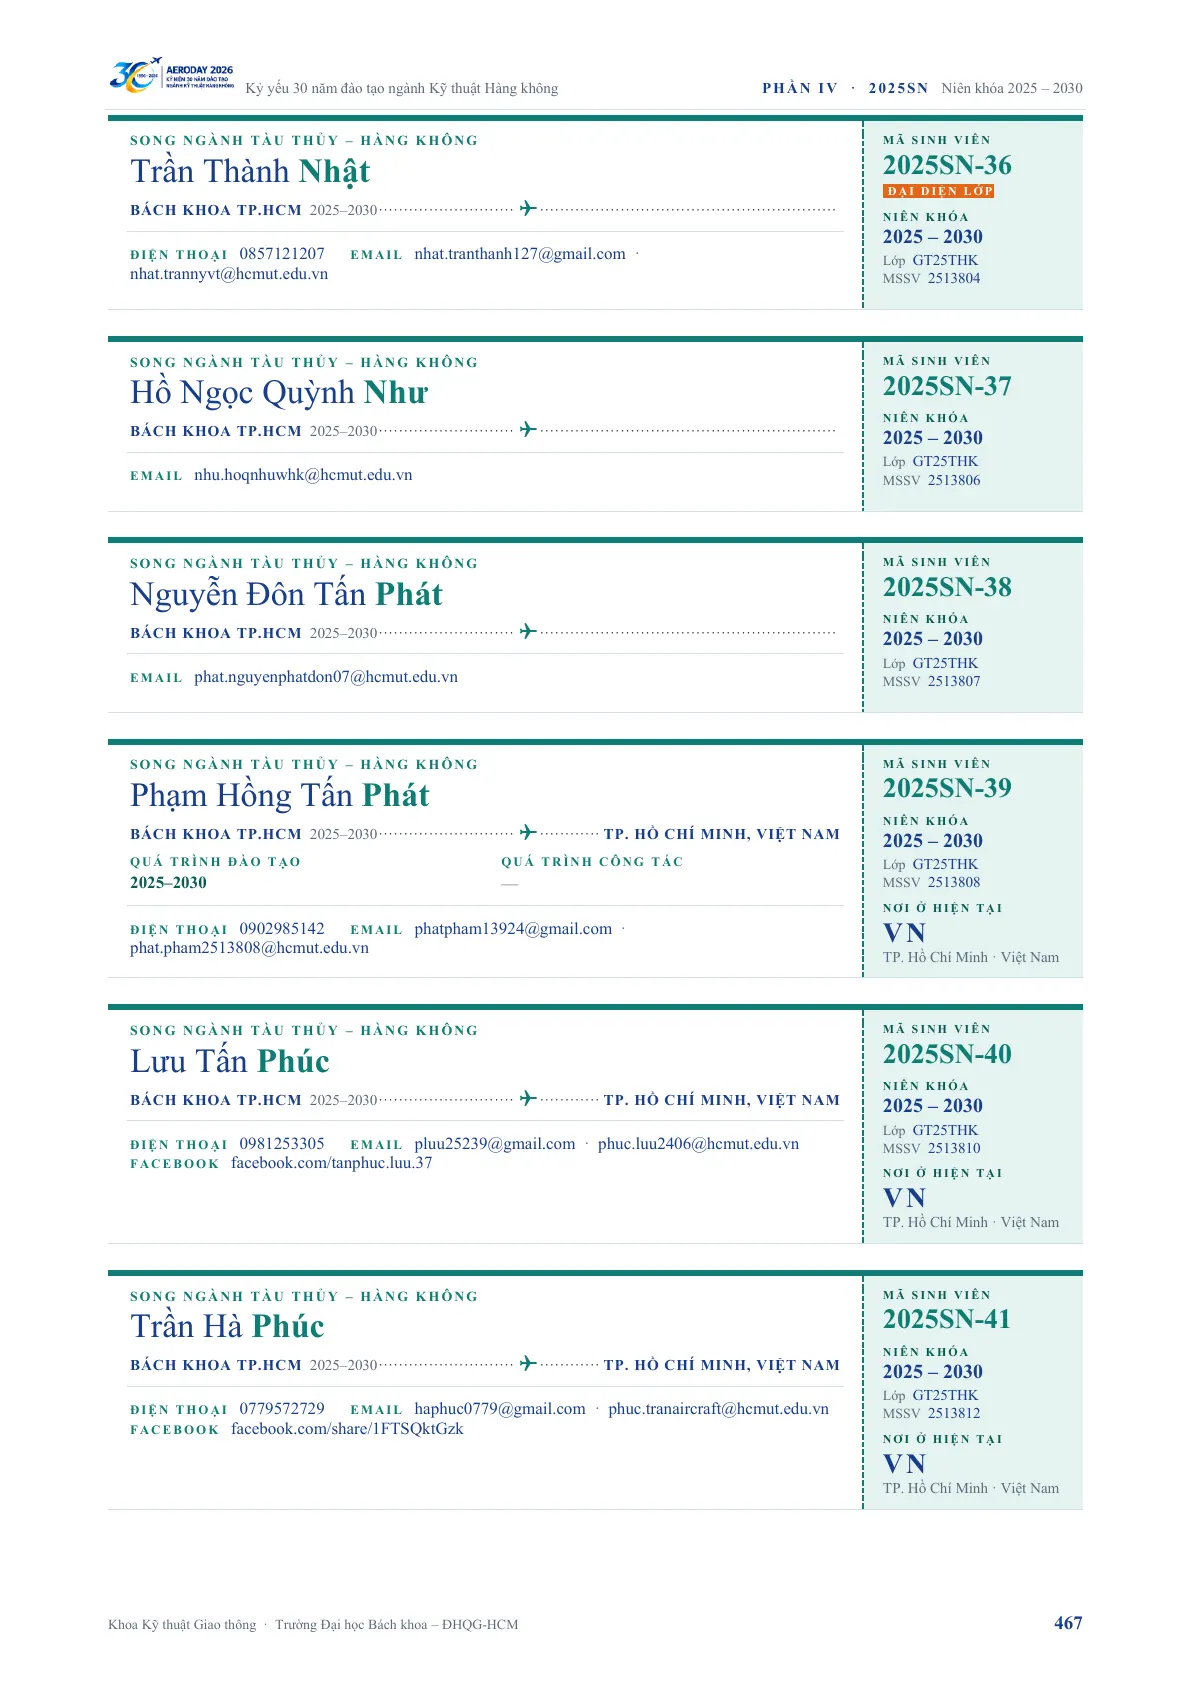 AERODAY 2026
KỶ NIỆM 30 NĂM ĐÀO TẠO
NGÀNH KỸ THUẬT HÀNG KHÔNG
Kỷ yếu 30 năm đào tạo ngành Kỹ thuật Hàng không
PHẦN IV · 2025SN Niên khóa 2025 – 2030
SONG NGÀNH TÀU THỦY – HÀNG KHÔNG
Trần Thành Nhật
BÁCH KHOA TP.HCM 2025–2030
ĐIỆN THOẠI 0857121207 EMAIL nhat.tranthanh127@gmail.com ·
nhat.trannyvt@hcmut.edu.vn
MÃ SINH VIÊN
2025SN-36
ĐẠI DIỆN LỚP
NIÊN KHÓA
2025 – 2030
Lớp GT25THK
MSSV 2513804
SONG NGÀNH TÀU THỦY – HÀNG KHÔNG
Hồ Ngọc Quỳnh Như
BÁCH KHOA TP.HCM 2025–2030
EMAIL nhu.hoqnhuwhk@hcmut.edu.vn
MÃ SINH VIÊN
2025SN-37
NIÊN KHÓA
2025 – 2030
Lớp GT25THK
MSSV 2513806
SONG NGÀNH TÀU THỦY – HÀNG KHÔNG
Nguyễn Đôn Tấn Phát
BÁCH KHOA TP.HCM 2025–2030
EMAIL phat.nguyenphatdon07@hcmut.edu.vn
MÃ SINH VIÊN
2025SN-38
NIÊN KHÓA
2025 – 2030
Lớp GT25THK
MSSV 2513807
SONG NGÀNH TÀU THỦY – HÀNG KHÔNG
Phạm Hồng Tấn Phát
BÁCH KHOA TP.HCM 2025–2030 TP. HỒ CHÍ MINH, VIỆT NAM
QUÁ TRÌNH ĐÀO TẠO
2025–2030
QUÁ TRÌNH CÔNG TÁC
—
ĐIỆN THOẠI 0902985142 EMAIL phatpham13924@gmail.com ·
phat.pham2513808@hcmut.edu.vn
MÃ SINH VIÊN
2025SN-39
NIÊN KHÓA
2025 – 2030
Lớp GT25THK
MSSV 2513808
NƠI Ở HIỆN TẠI
VN
TP. Hồ Chí Minh · Việt Nam
SONG NGÀNH TÀU THỦY – HÀNG KHÔNG
Lưu Tấn Phúc
BÁCH KHOA TP.HCM 2025–2030 TP. HỒ CHÍ MINH, VIỆT NAM
ĐIỆN THOẠI 0981253305 EMAIL pluu25239@gmail.com · phuc.luu2406@hcmut.edu.vn
FACEBOOK facebook.com/tanphuc.luu.37
MÃ SINH VIÊN
2025SN-40
NIÊN KHÓA
2025 – 2030
Lớp GT25THK
MSSV 2513810
NƠI Ở HIỆN TẠI
VN
TP. Hồ Chí Minh · Việt Nam
SONG NGÀNH TÀU THỦY – HÀNG KHÔNG
Trần Hà Phúc
BÁCH KHOA TP.HCM 2025–2030 TP. HỒ CHÍ MINH, VIỆT NAM
ĐIỆN THOẠI 0779572729 EMAIL haphuc0779@gmail.com · phuc.tranaircraft@hcmut.edu.vn
FACEBOOK facebook.com/share/1FTSQktGzk
MÃ SINH VIÊN
2025SN-41
NIÊN KHÓA
2025 – 2030
Lớp GT25THK
MSSV 2513812
NƠI Ở HIỆN TẠI
VN
TP. Hồ Chí Minh · Việt Nam
Khoa Kỹ thuật Giao thông · Trường Đại học Bách khoa – ĐHQG-HCM
467